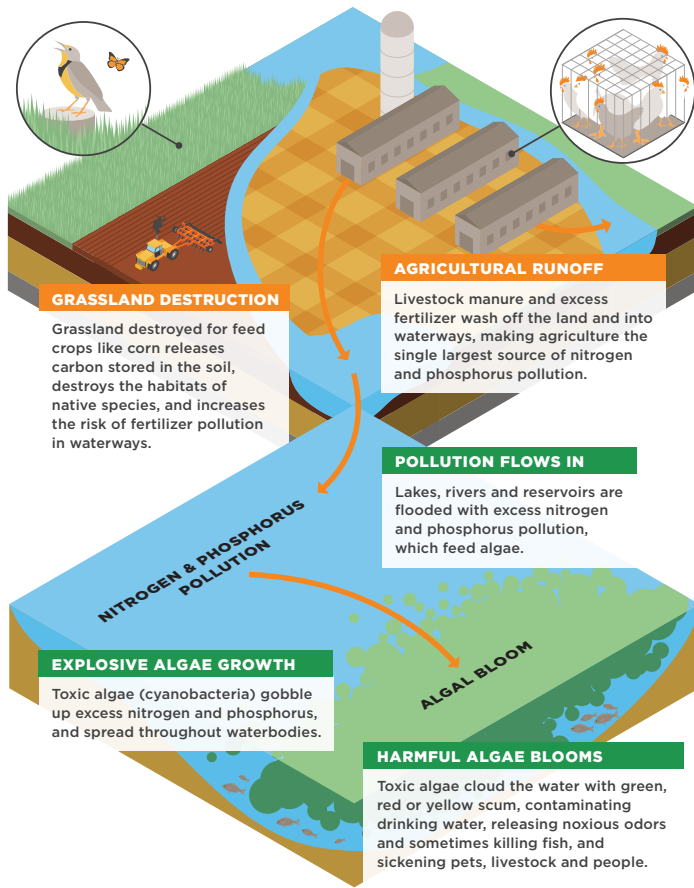 GRASSLAND DESTRUCTION
Grassland destroyed for feed
crops like corn releases
carbon stored in the soil,
destroys the habitats of
native species, and increases
the risk of fertilizer pollution
in waterways.
AGRICULTURAL RUNOFF
Livestock manure and excess
fertilizer wash off the land and into
waterways, making agriculture the
single largest source of nitrogen
and phosphorus pollution.
POLLUTION FLOWS IN
Lakes, rivers and reservoirs are
flooded with excess nitrogen
and phosphorus pollution,
which feed algae.
NITROGEN & PHOSPHORUS
POLLUTION
ALGAL BLOOM
EXPLOSIVE ALGAE GROWTH
Toxic algae (cyanobacteria) gobble
up excess nitrogen and phosphorus,
and spread throughout waterbodies.
HARMFUL ALGAE BLOOMS
Toxic algae cloud the water with green,
red or yellow scum, contaminating
drinking water, releasing noxious odors
and sometimes killing fish, and
sickening pets, livestock and people.